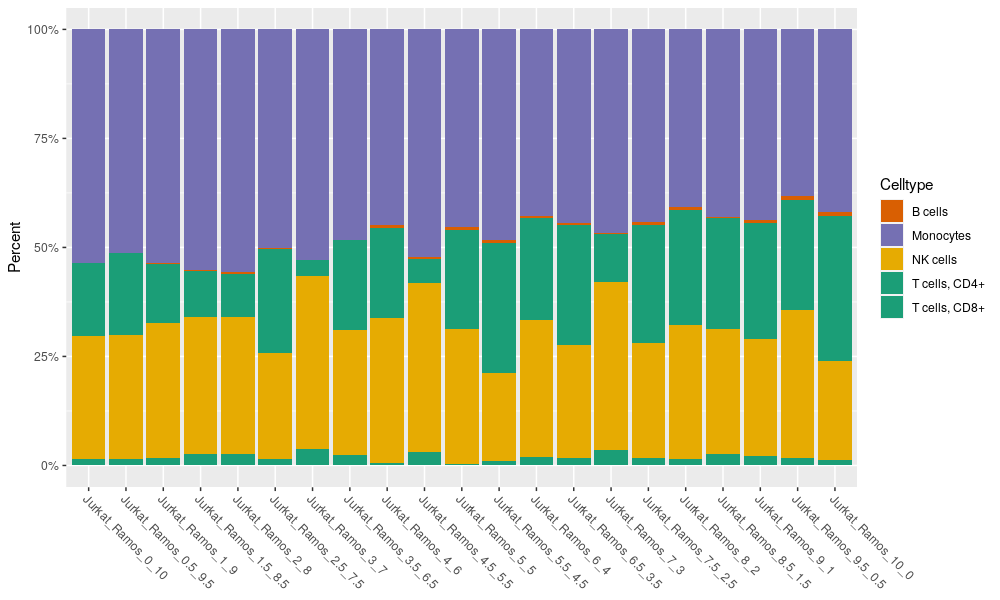 100%
75%
50%
25%
0%
Percent
Jurkat_Ramos_0_10
Jurkat_Ramos_0.5_9.5
Jurkat_Ramos_1_9
Jurkat_Ramos_1.5_8.5
Jurkat_Ramos_2_8
Jurkat_Ramos_2.5_7.5
Jurkat_Ramos_3_7
Jurkat_Ramos_3.5_6.5
Jurkat_Ramos_4_6
Jurkat_Ramos_4.5_5.5
Jurkat_Ramos_5_5
Jurkat_Ramos_5.5_4.5
Jurkat_Ramos_6_4
Jurkat_Ramos_6.5_3.5
Jurkat_Ramos_7_3
Jurkat_Ramos_7.5_2.5
Jurkat_Ramos_8_2
Jurkat_Ramos_8.5_1.5
Jurkat_Ramos_9_1
Jurkat_Ramos_9.5_0.5
Jurkat_Ramos_10_0
Celltype
B cells
Monocytes
NK cells
T cells, CD4+
T cells, CD8+